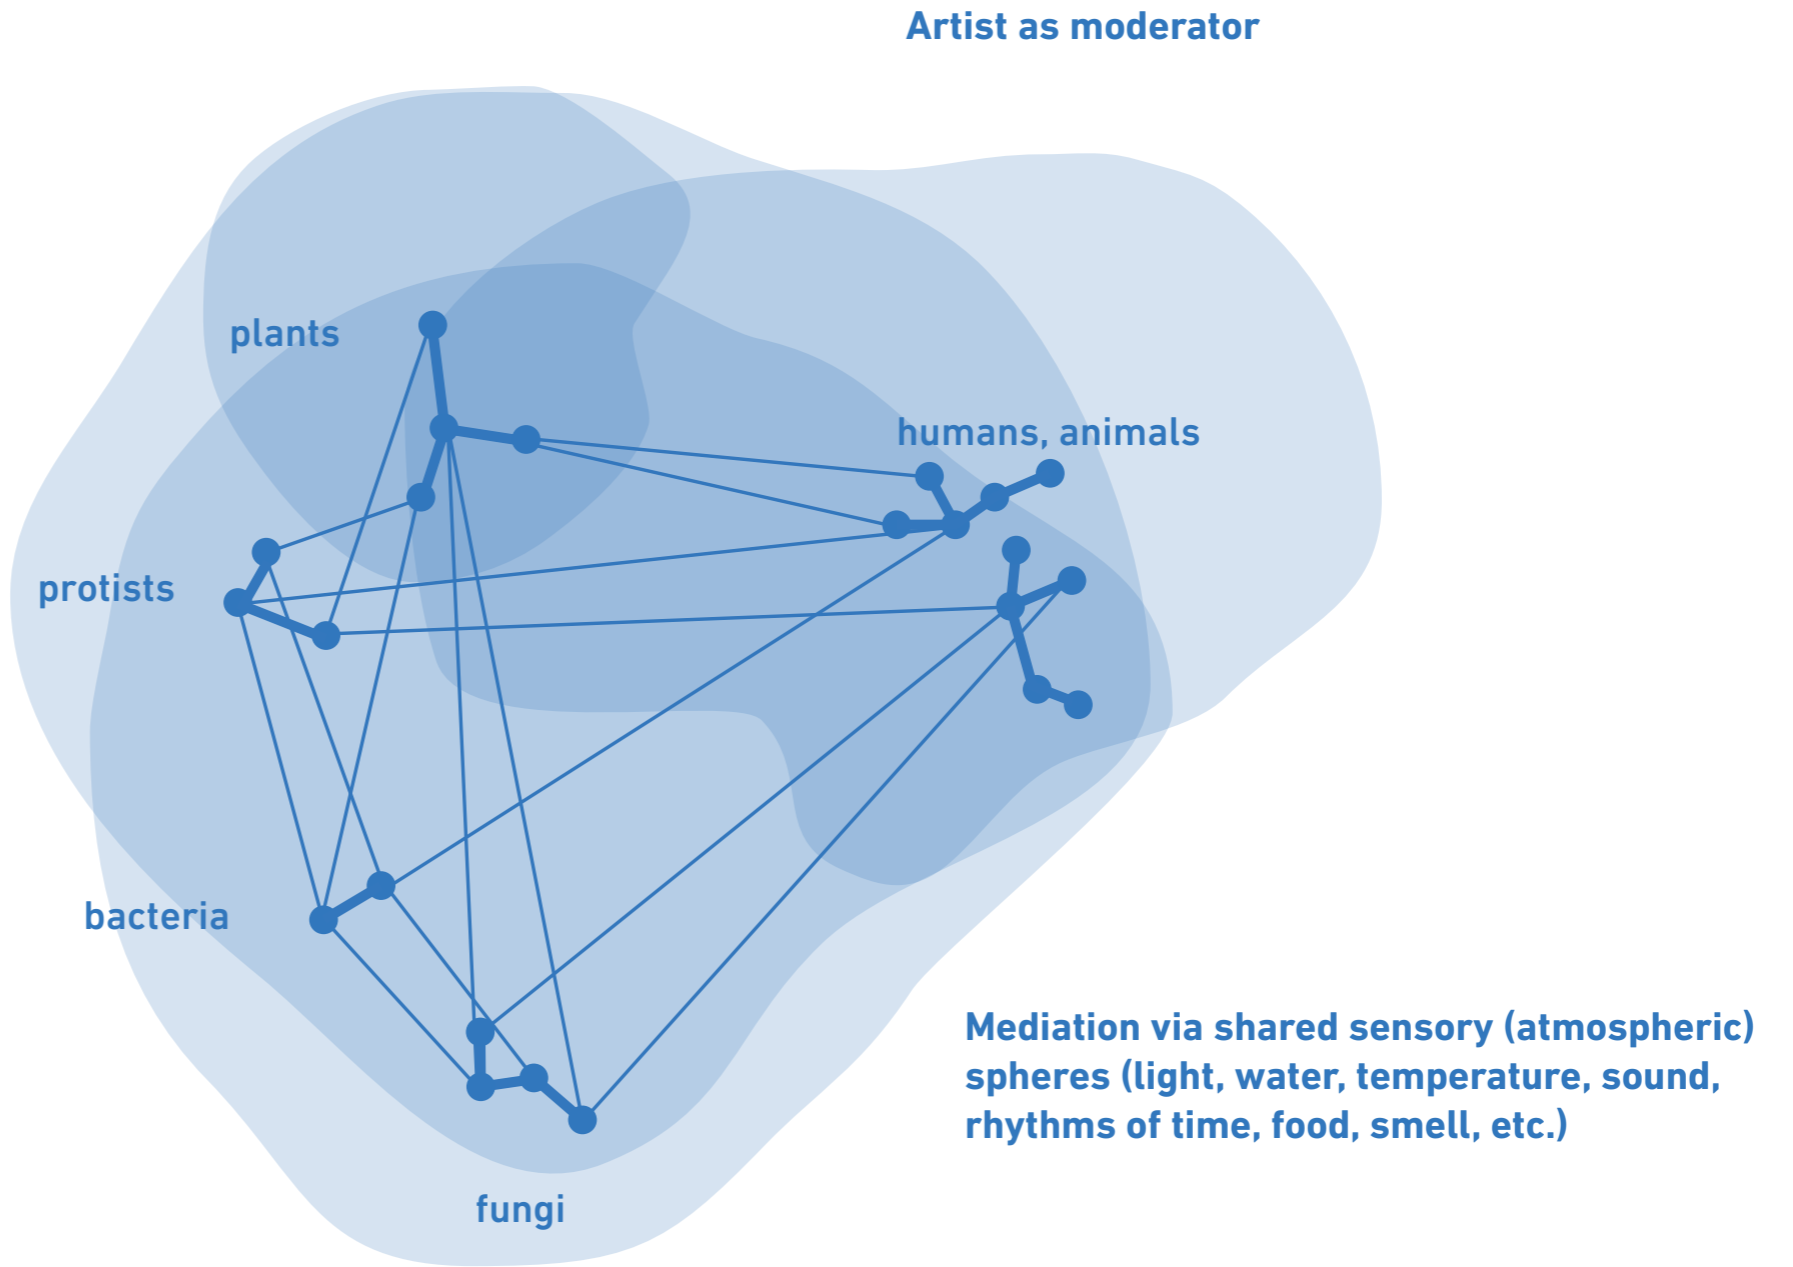 Artist as moderator
plants
humans, animals
protists
bacteria
Mediation via shared sensory (atmospheric)
spheres (light, water, temperature, sound,
rhythms of time, food, smell, etc.)
fungi